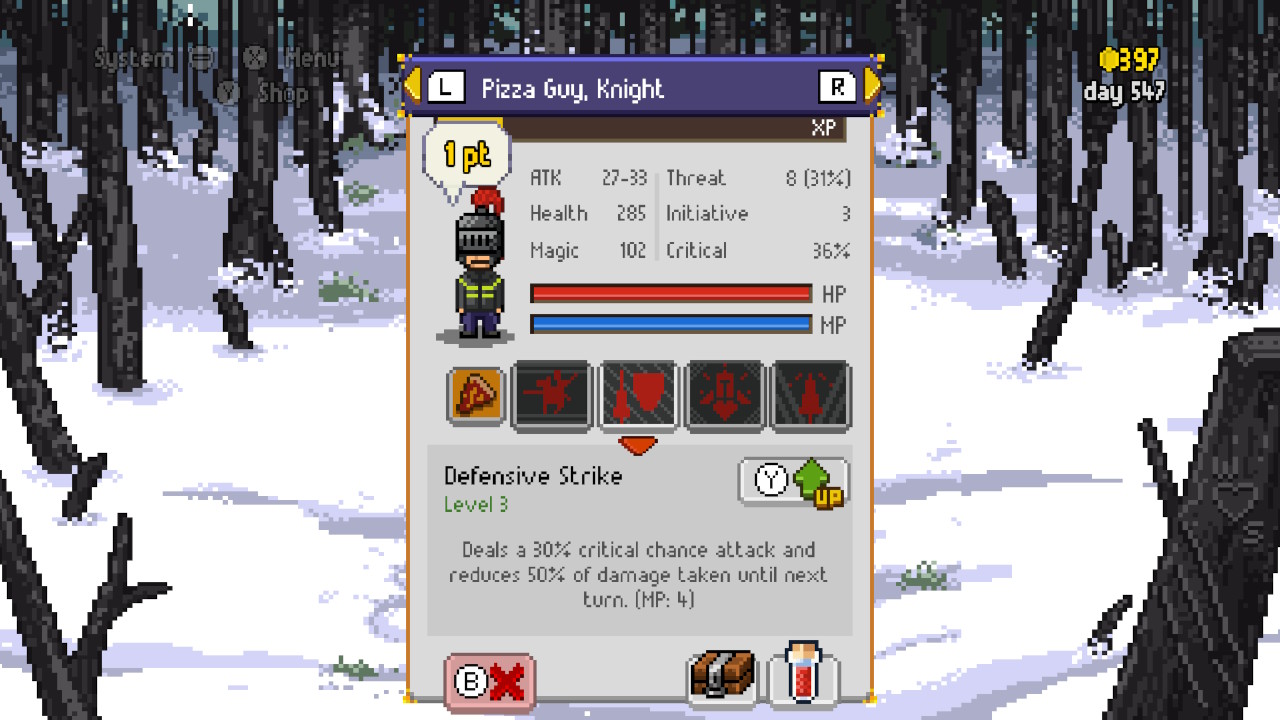 System Menu
Shop
397
day 547
L Pizza Guy, Knight R
XP
1 pt
ATK 27-33 Threat 8 (31%)
Health 285 Initiative 3
Magic 102 Critical 36%
HP
MP
Defensive Strike
Level 3
Y UP
Deals a 30% critical chance attack and
reduces 50% of damage taken until next
turn. (MP: 4)
B